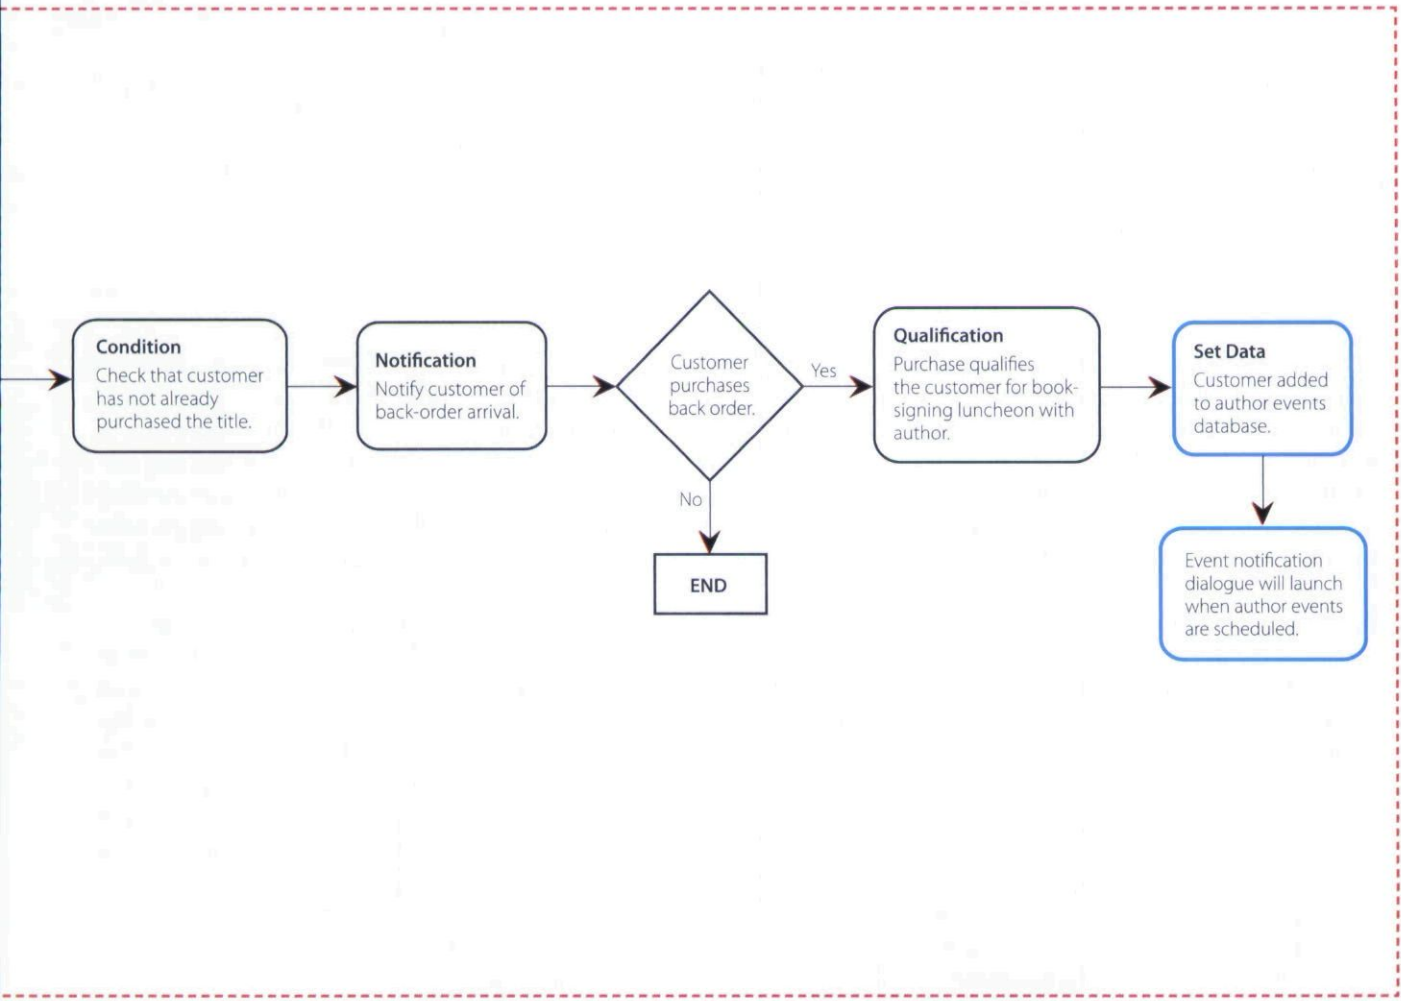 Condition
Check that customer
has not already
purchased the title.
Notification
Notify customer of
back-order arrival.
Customer
purchases
back order.
Yes
No
END
Qualification
Purchase qualifies
the customer for book-
signing luncheon with
author.
Set Data
Customer added
to author events
database.
Event notification
dialogue will launch
when author events
are scheduled.